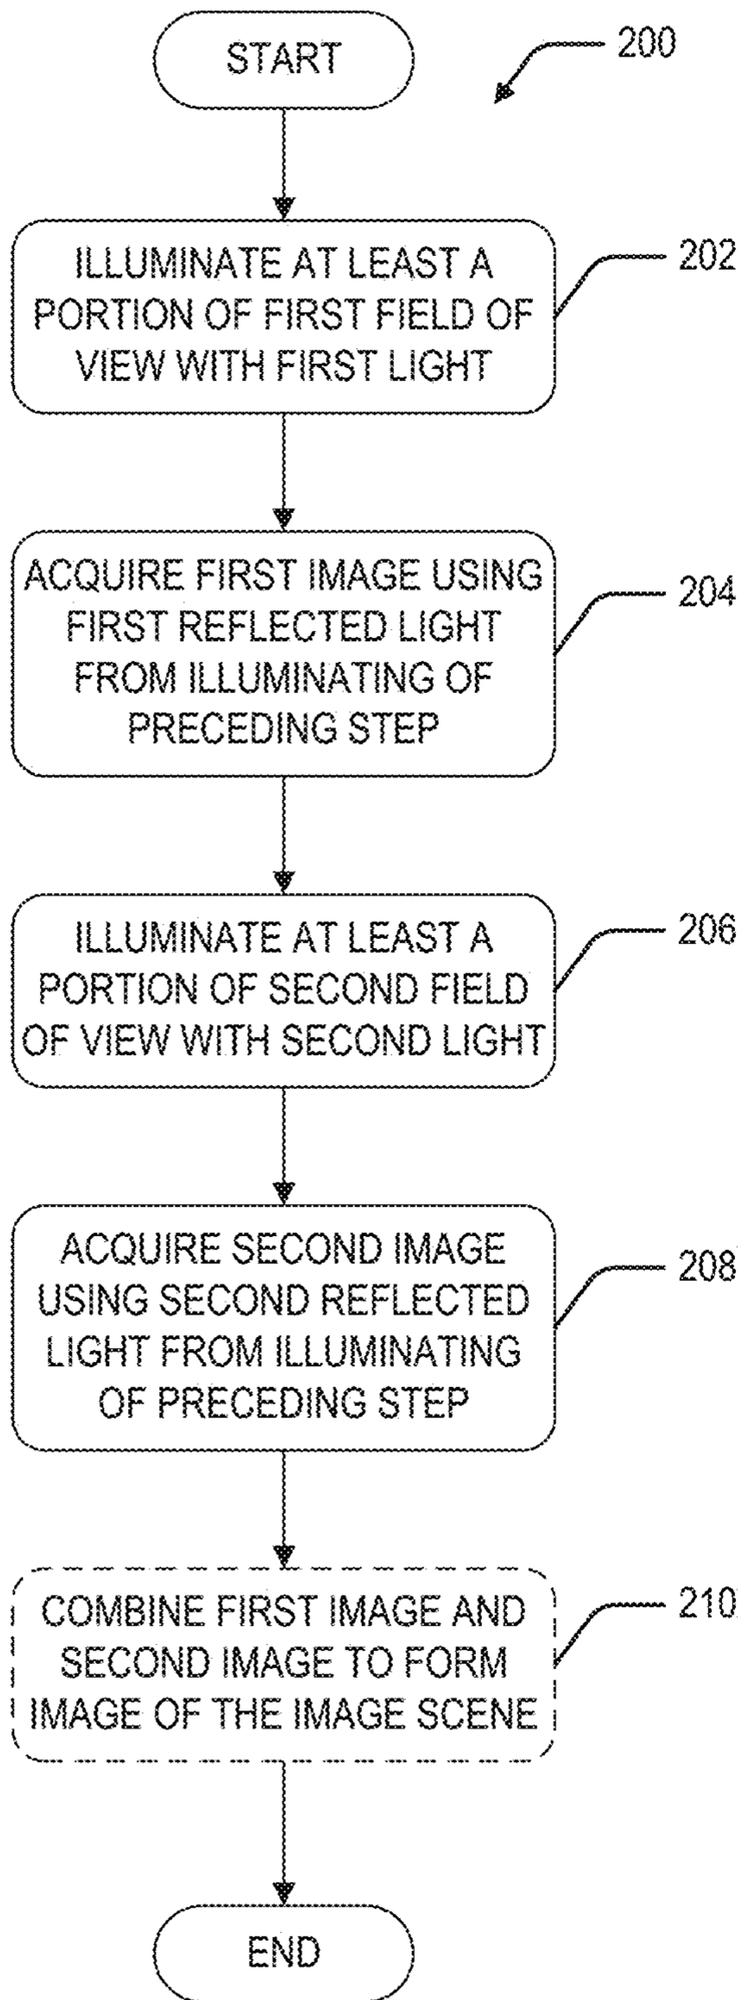 START
200
ILLUMINATE AT LEAST A
PORTION OF FIRST FIELD OF
VIEW WITH FIRST LIGHT
202
ACQUIRE FIRST IMAGE USING
FIRST REFLECTED LIGHT
FROM ILLUMINATING OF
PRECEDING STEP
204
ILLUMINATE AT LEAST A
PORTION OF SECOND FIELD
OF VIEW WITH SECOND LIGHT
206
ACQUIRE SECOND IMAGE
USING SECOND REFLECTED
LIGHT FROM ILLUMINATING
OF PRECEDING STEP
208
COMBINE FIRST IMAGE AND
SECOND IMAGE TO FORM
IMAGE OF THE IMAGE SCENE
210
END